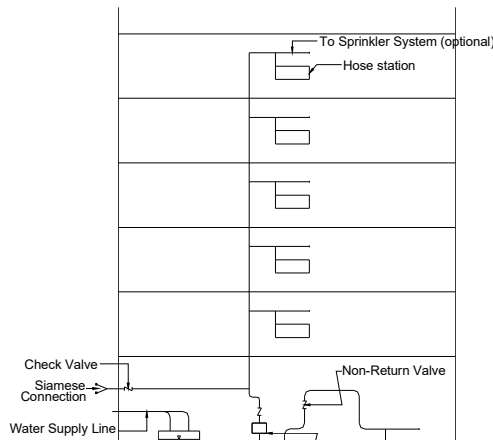 To Sprinkler System (optional)
Hose station
Check Valve
Siamese
Connection
Non-Return Valve
Water Supply Line